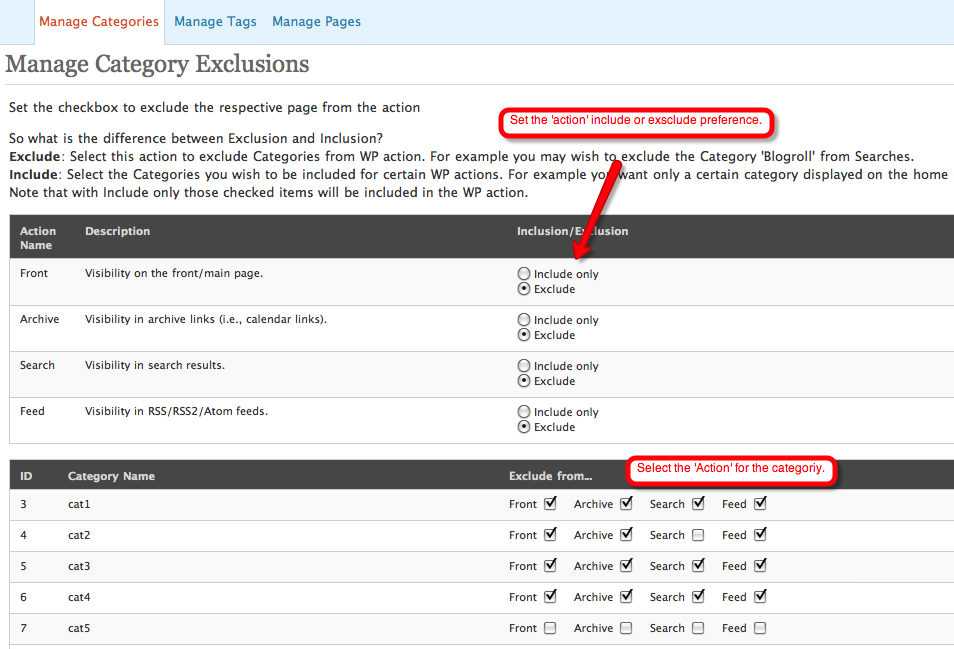 Manage Categories Manage Tags Manage Pages
Manage Category Exclusions
Set the checkbox to exclude the respective page from the action
Set the 'action' include or exsclude preference.
So what is the difference between Exclusion and Inclusion?
Exclude: Select this action to exclude Categories from WP action. For example you may wish to exclude the Category 'Blogroll' from Searches.
Include: Select the Categories you wish to be included for certain WP actions. For example you want only a certain category displayed on the home
Note that with Include only those checked items will be included in the WP action.
Action Name Description Inclusion/Exclusion
Front Visibility on the front/main page. Include only
Exclude
Archive Visibility in archive links (i.e., calendar links). Include only
Exclude
Search Visibility in search results. Include only
Exclude
Feed Visibility in RSS/RSS2/Atom feeds. Include only
Exclude
Select the 'Action' for the categoriy.
ID Category Name Exclude from...
3 cat1 Front Archive Search Feed
4 cat2 Front Archive Search Feed
5 cat3 Front Archive Search Feed
6 cat4 Front Archive Search Feed
7 cat5 Front Archive Search Feed